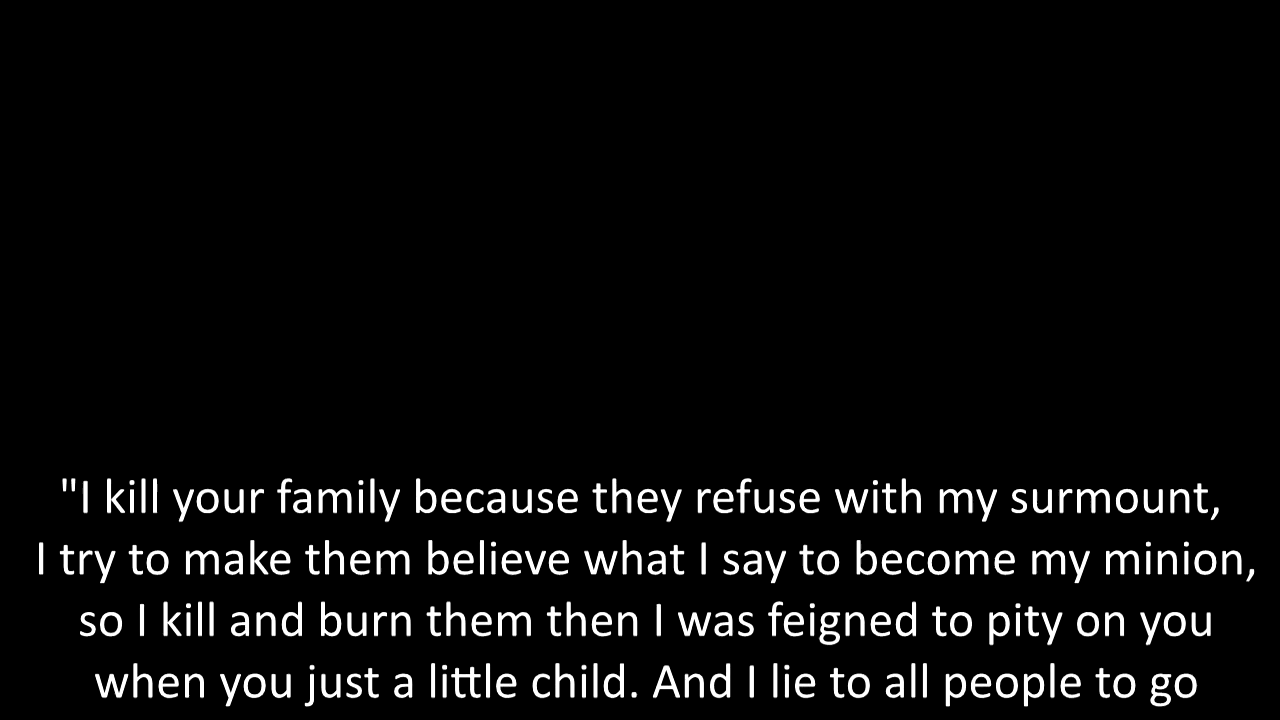 "I kill your family because they refuse with my surmount,
I try to make them believe what I say to become my minion,
so I kill and burn them then I was feigned to pity on you
when you just a little child. And I lie to all people to go